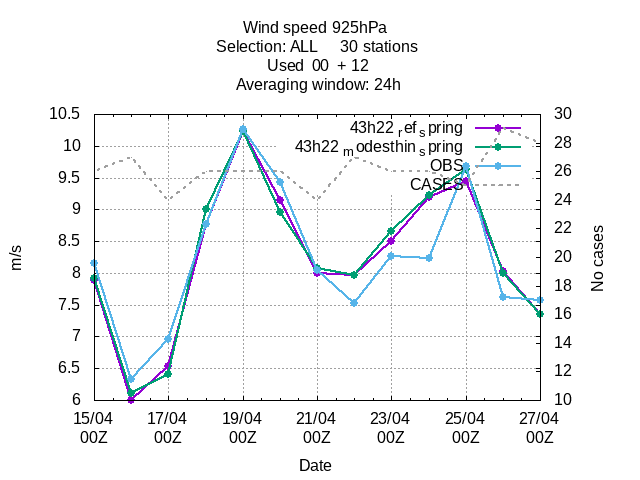 Wind speed 925hPa
Selection: ALL 30 stations
Used 00 + 12
Averaging window: 24h
10.5 30
43h22 ref spring
28
10 43h22 modesthin spring
OBS
9.5 26
CASES
9 24
8.5 22
20
8
18
7.5
16
7 14
6.5 12
6 10
m/s
No cases
15/04 17/04 19/04 21/04 23/04 25/04 27/04
00Z 00Z 00Z 00Z 00Z 00Z 00Z
Date